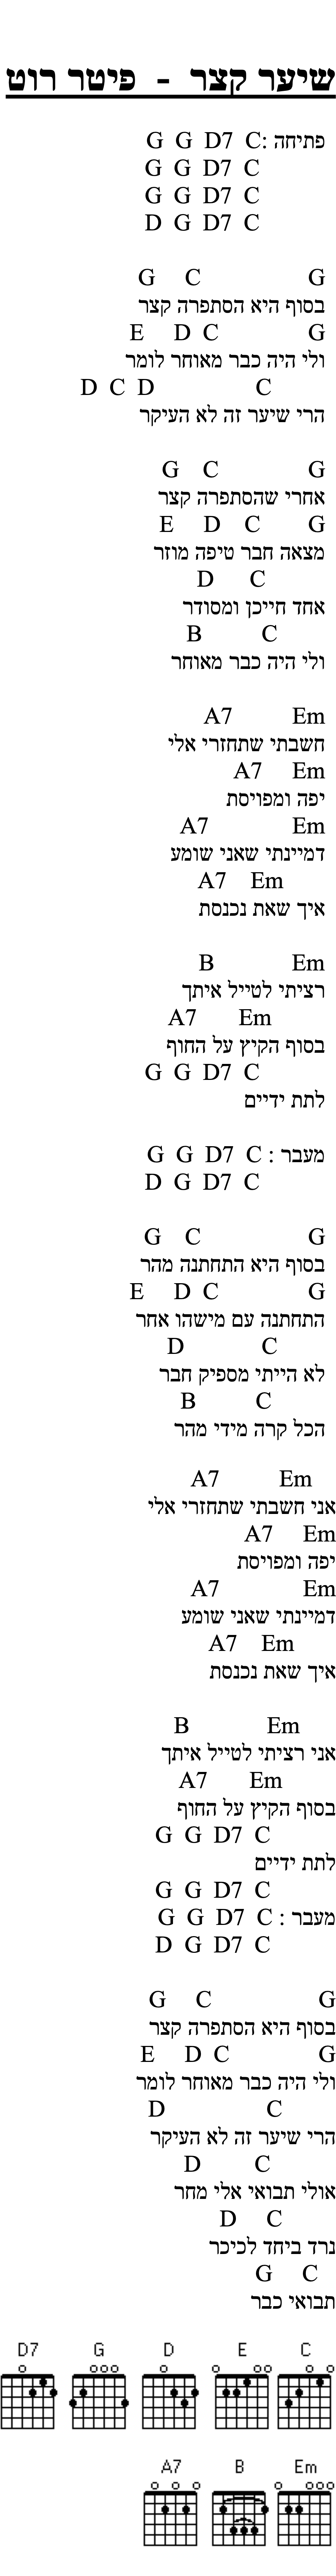 שיער קצר - פיטר רוט
פתיחה: G G D7 C
G G D7 C
G G D7 C
D G D7 C
G C G
בסוף היא הסתפרה קצר
E D C G
ולי היה כבר מאוחר לומר
D C D C
הרי שיער זה לא העיקר
G C G
אחרי שהסתפרה קצר
E D C G
מצאה חבר טיפה מוזר
D C
אחד חייכן ומסודר
B C
ולי היה כבר מאוחר
A7 Em
חשבתי שתחזרי אלי
A7 Em
יפה ומפויסת
A7 Em
דמיינתי שאני שומע
A7 Em
איך שאת נכנסת
B Em
רציתי לטייל איתך
A7 Em
בסוף הקיץ על החוף
G G D7 C
לתת ידיים
מעבר : G G D7 C
D G D7 C
G C G
בסוף היא התחתנה מהר
E D C G
התחתנה עם מישהו אחר
D C
לא הייתי מספיק חבר
B C
הכל קרה מידי מהר
A7 Em
אני חשבתי שתחזרי אלי
A7 Em
יפה ומפויסת
A7 Em
דמיינתי שאני שומע
A7 Em
איך שאת נכנסת
B Em
אני רציתי לטייל איתך
A7 Em
בסוף הקיץ על החוף
G G D7 C
לתת ידיים
G G D7 C
מעבר : G G D7 C
D G D7 C
G C G
בסוף היא הסתפרה קצר
E D C G
ולי היה כבר מאוחר לומר
D C
הרי שיער זה לא העיקר
D C
אולי תבואי אלי מחר
D C
נרד ביחד לכיכר
G C
תבואי כבר
D7 G D E C
A7 B Em